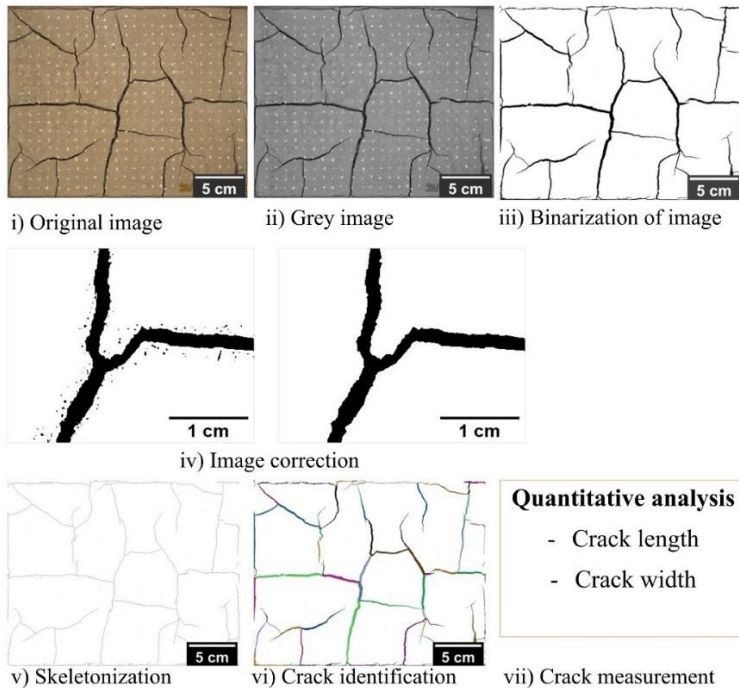 5 cm
5 cm
5 cm
i) Original image
ii) Grey image
iii) Binarization of image
1 cm
1 cm
iv) Image correction
Quantitative analysis
- Crack length
- Crack width
5 cm
5 cm
v) Skeletonization
vi) Crack identification
vii) Crack measurement